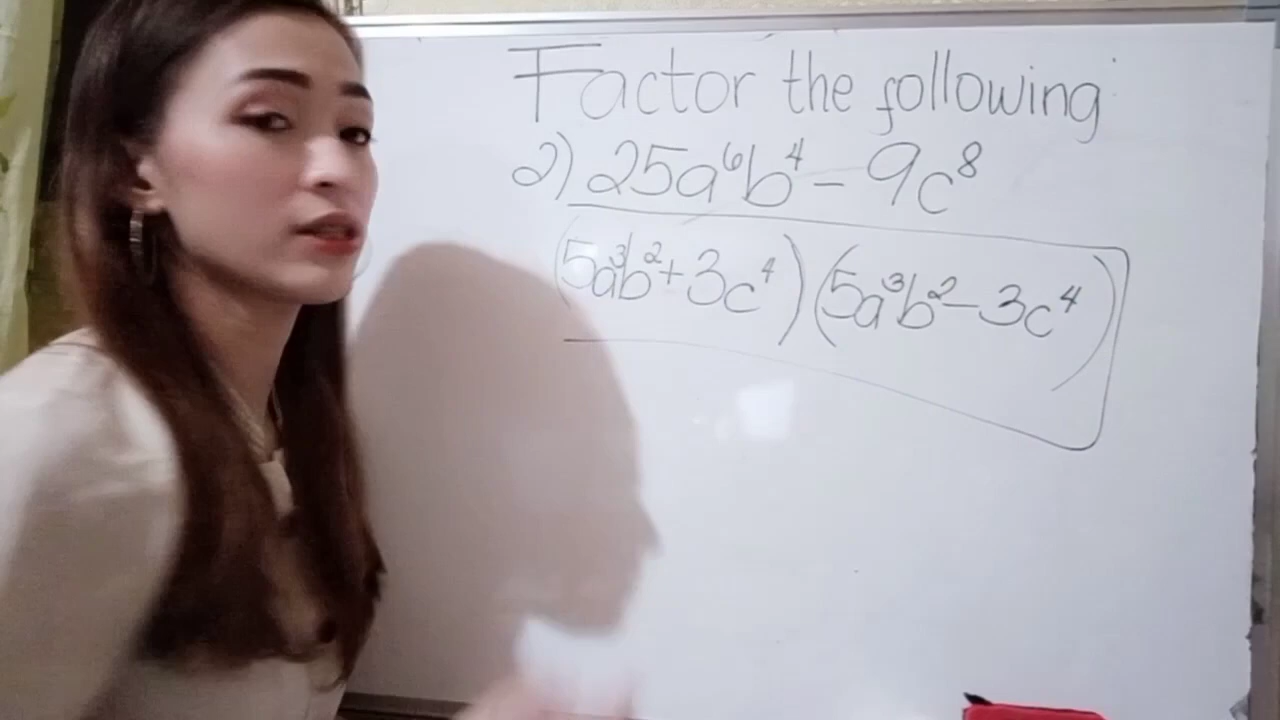 Factor the following
2) 25a⁶b⁴ - 9c⁸
(5a³b² + 3c⁴) (5a³b² - 3c⁴)